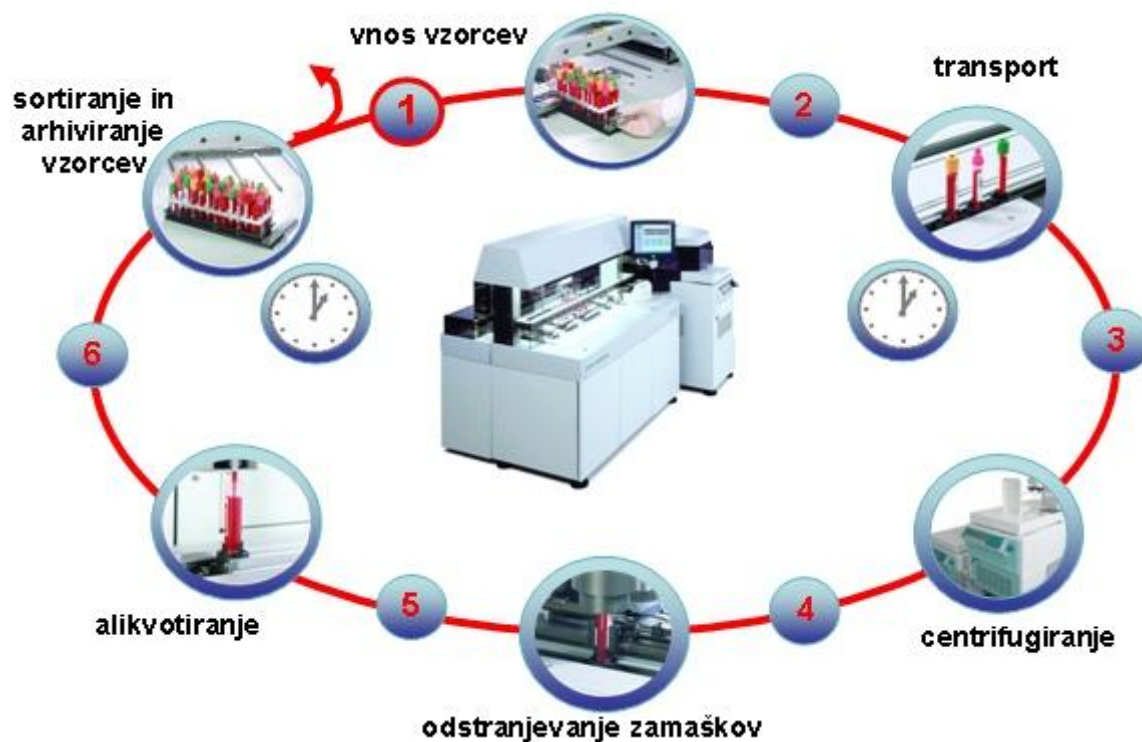 vnos vzorcev
1
2
transport
3
centrifugiranje
4
odstranjevanje zamaškov
5
alikvotiranje
6
sortiranje in
arhiviranje
vzorcev